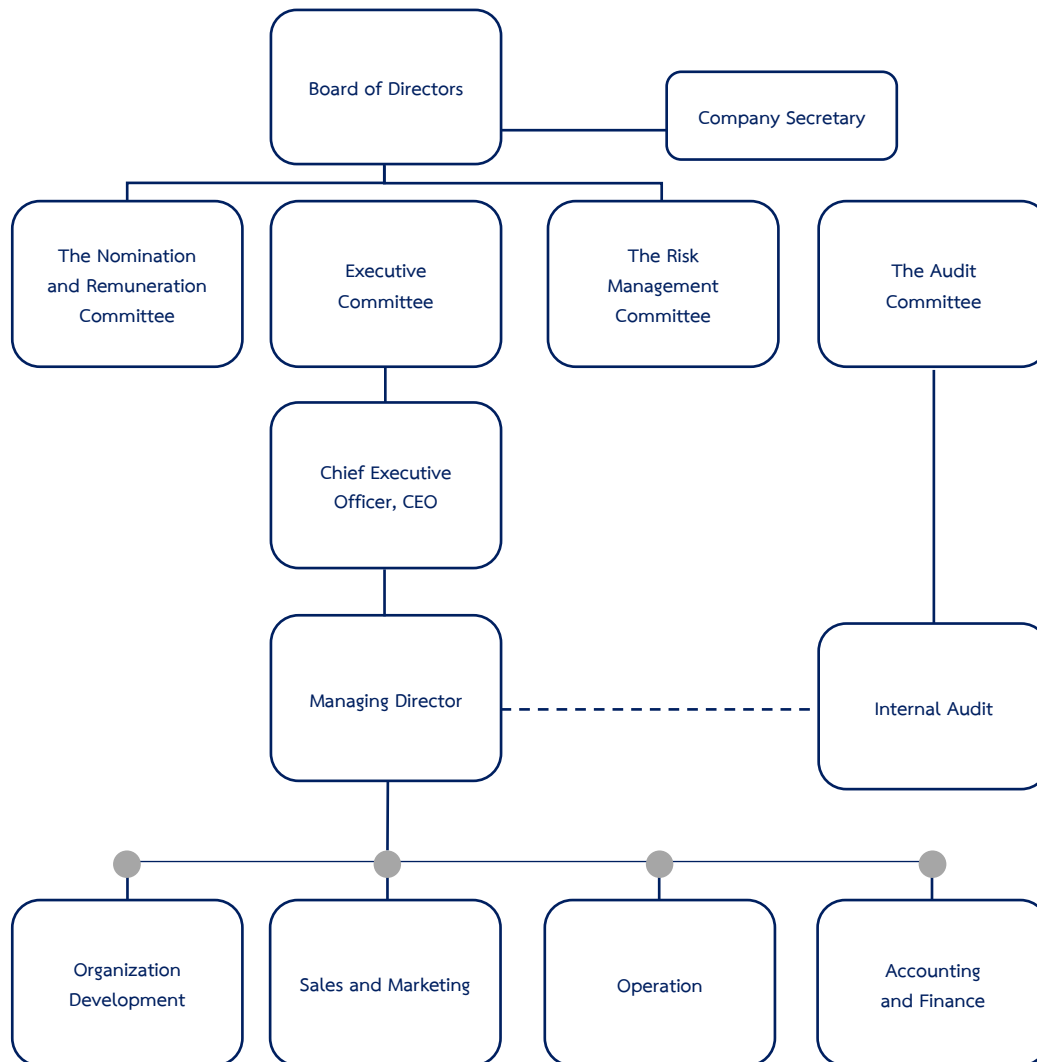 Board of Directors
Company Secretary
The Nomination
and Remuneration
Committee
Executive
Committee
The Risk
Management
Committee
The Audit
Committee
Chief Executive
Officer, CEO
Managing Director
Internal Audit
Organization
Development
Sales and Marketing
Operation
Accounting
and Finance